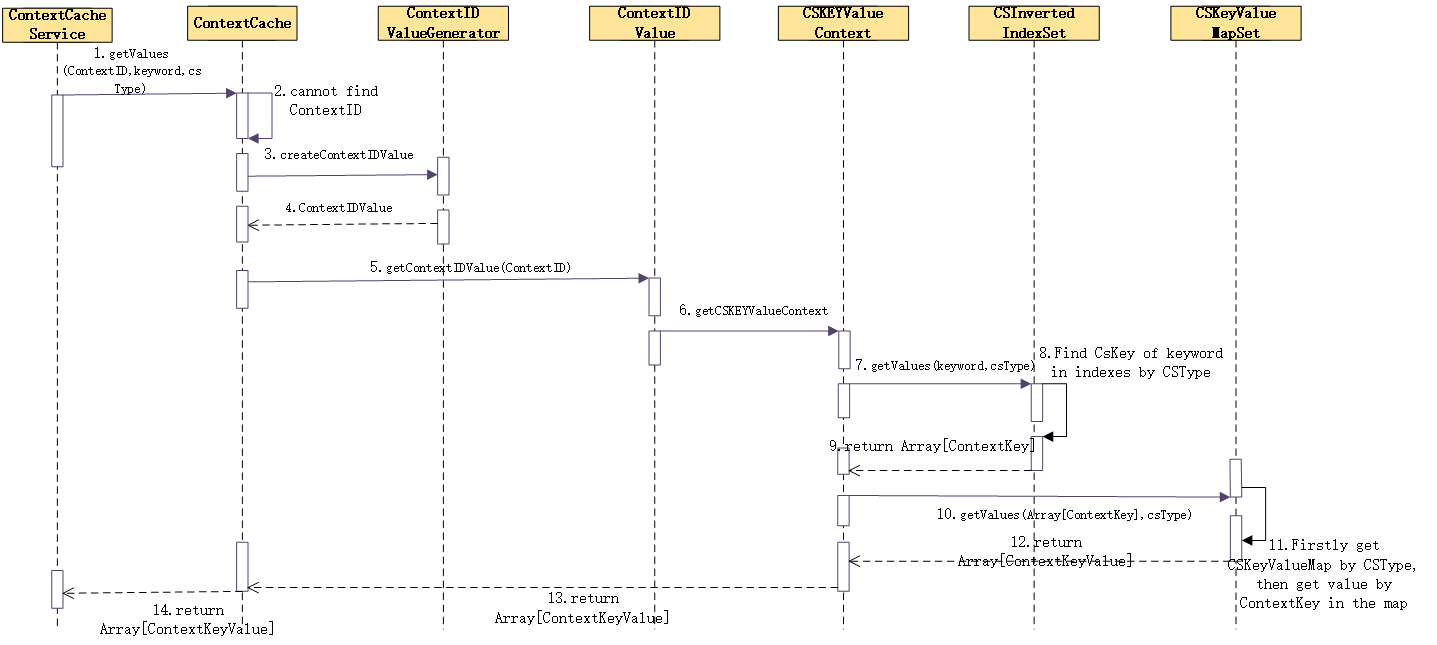 ContextCache
Service
ContextCache
ContextID
ValueGenerator
ContextID
Value
CSKEYValue
Context
CSInverted
IndexSet
CSKeyValue
MapSet
1.getValues
(ContextID,keyword,cs
Type)
2.cannot find
ContextID
3.createContextIDValue
4.ContextIDValue
5.getContextIDValue(ContextID)
6.getCSKEYValueContext
7.getValues(keyword,csType)
8.Find CsKey of keyword
in indexes by CSType
9.return Array[ContextKey]
10.getValues(Array[ContextKey],csType)
11.Firstly get
CSKeyValueMap by CSType,
then get value by
ContextKey in the map
12.return
Array[ContextKeyValue]
13.return
Array[ContextKeyValue]
14.return
Array[ContextKeyValue]